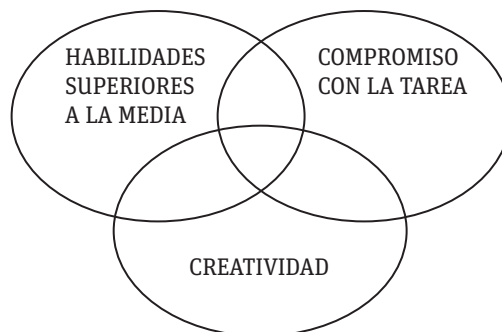 HABILIDADES
SUPERIORES
A LA MEDIA
COMPROMISO
CON LA TAREA
CREATIVIDAD